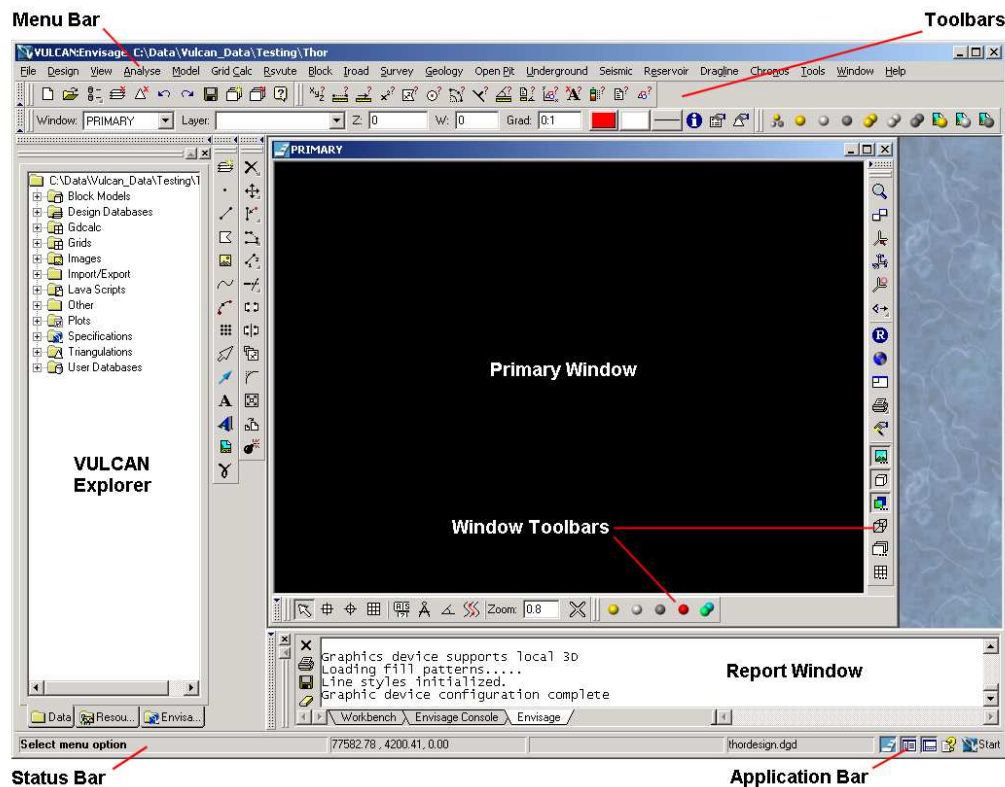 Menu Bar
Toolbars
VULCAN:Envisage C:\Data\Vulcan_Data\Testing\Thor
File Design View Analyse Model Grid Calc Rsvute Block Iroad Survey Geology Open Pit Underground Seismic Reservoir Dragline Chronos Tools Window Help
Window: PRIMARY Layer: Z: 0 W: 0 Grad: 0:1
PRIMARY
C:\Data\Vulcan_Data\Testing\T
Block Models
Design Databases
Gdcalc
Grids
Images
Import/Export
Lava Scripts
Other
Plots
Specifications
Triangulations
User Databases
Primary Window
VULCAN
Explorer
Window Toolbars
Zoom: 0.8
Graphics device supports local 3D
Loading fill patterns.....
Line styles initialized.
Graphic device configuration complete
Report Window
Workbench Envisage Console Envisage
Data Resou... Envisa...
Select menu option 77582.78 , 4200.41, 0.00 thordesign.dgd Start
Status Bar
Application Bar